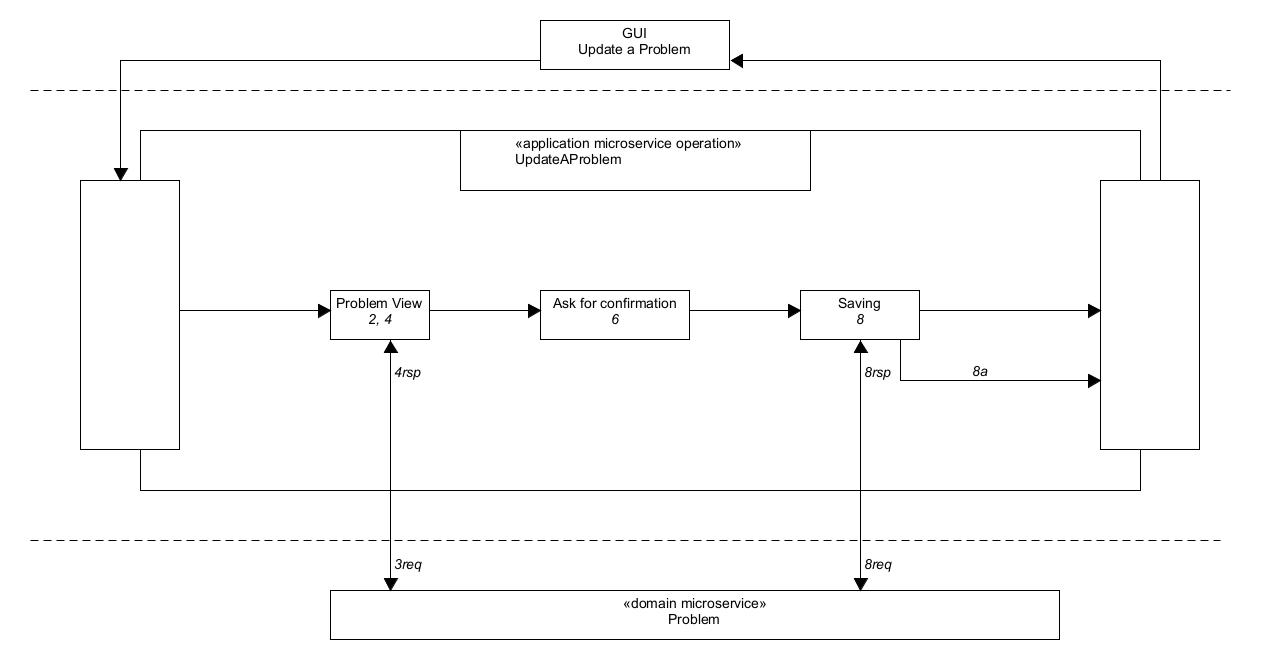 GUI
Update a Problem
«application microservice operation»
UpdateAProblem
Problem View
2, 4
Ask for confirmation
6
Saving
8
4rsp
8rsp
8a
3req
8req
«domain microservice»
Problem